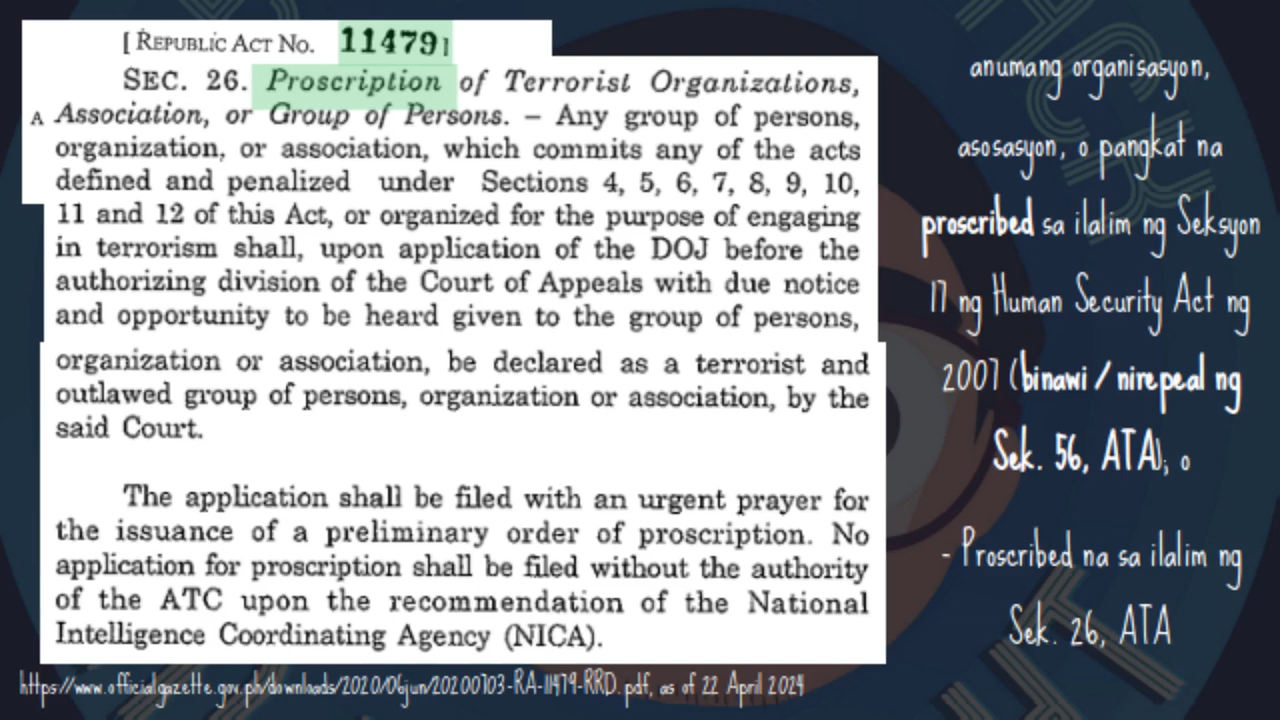 [ REPUBLIC ACT NO. 11479]
SEC. 26. Proscription of Terrorist Organizations,
A Association, or Group of Persons. – Any group of persons,
organization, or association, which commits any of the acts
defined and penalized under Sections 4, 5, 6, 7, 8, 9, 10,
11 and 12 of this Act, or organized for the purpose of engaging
in terrorism shall, upon application of the DOJ before the
authorizing division of the Court of Appeals with due notice
and opportunity to be heard given to the group of persons,
organization or association, be declared as a terrorist and
outlawed group of persons, organization or association, by the
said Court.
The application shall be filed with an urgent prayer for
the issuance of a preliminary order of proscription. No
application for proscription shall be filed without the authority
of the ATC upon the recommendation of the National
Intelligence Coordinating Agency (NICA).
https://www.officialgazette.gov.ph/downloads/2020/06jun/20200703-RA-11479-RRD.pdf, as of 22 April 2024
anumang organisasyon,
asosasyon, o pangkat na
proscribed sa ilalim ng Seksyon
17 ng Human Security Act ng
2007 (binawi / nirepeal ng
Sek. 56, ATA); o
- Proscribed na sa ilalim ng
Sek. 26, ATA